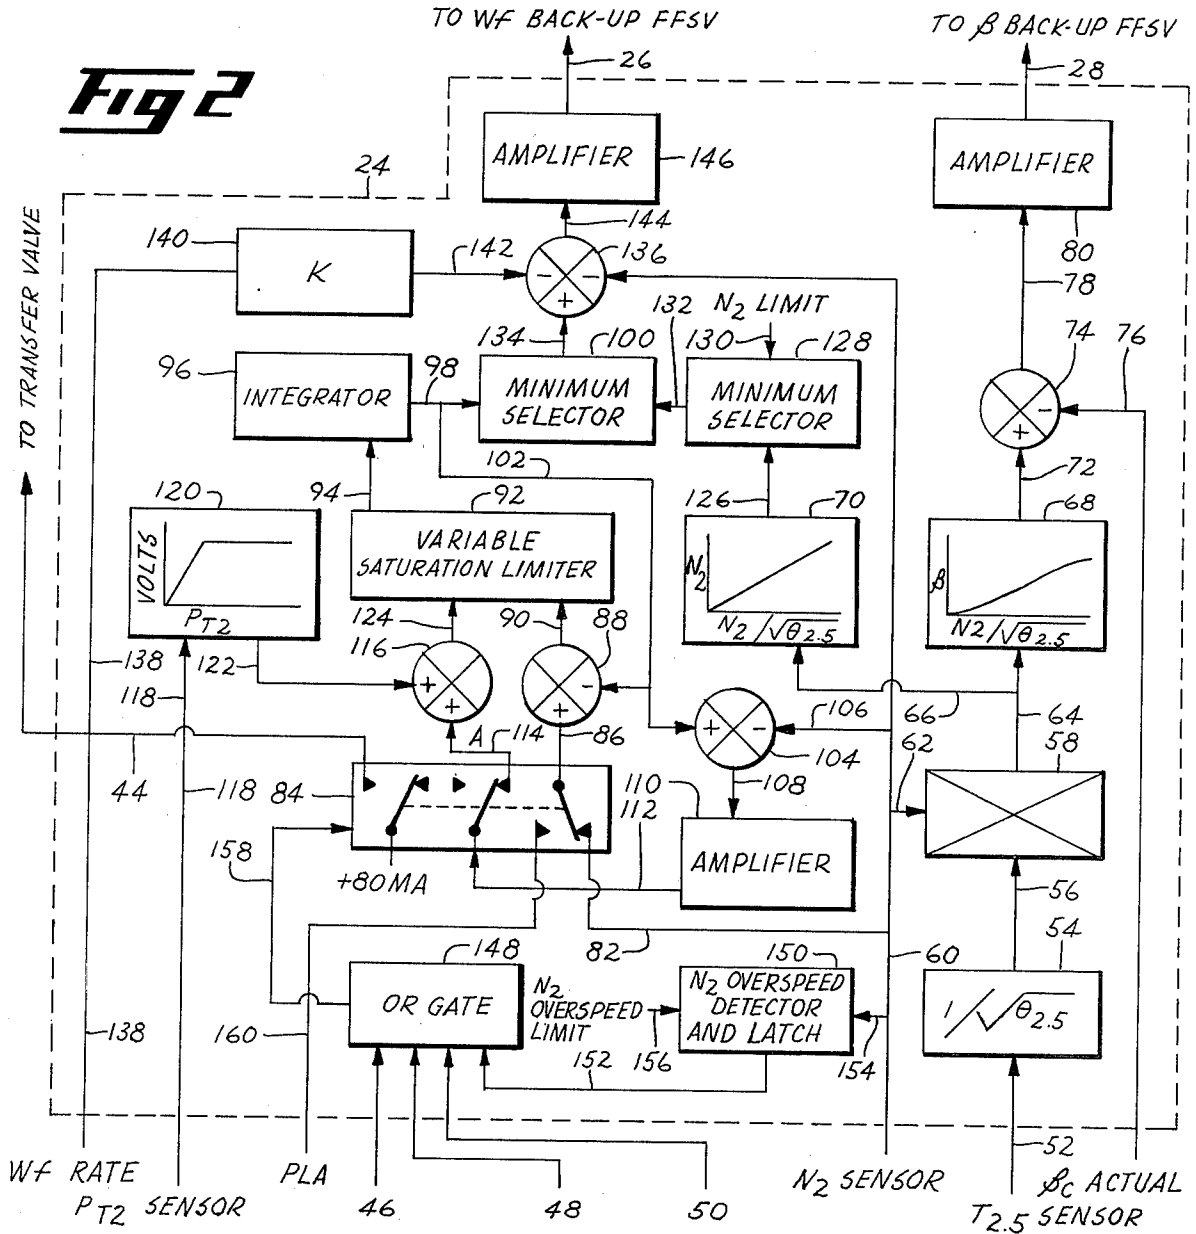 TO Wf BACK-UP FFSV
TO β BACK-UP FFSV
Fig 2
26
28
AMPLIFIER
146
AMPLIFIER
80
24
144
140
K
142
136
78
TO TRANSFER VALVE
N2 LIMIT
132
130
134
100
128
74
76
96
INTEGRATOR
98
MINIMUM
SELECTOR
MINIMUM
SELECTOR
102
72
120
94
92
126
70
68
VOLTS
PT2
VARIABLE
SATURATION LIMITER
N2
N2/√θ2.5
β
N2/√θ2.5
124
90
88
116
138
122
118
A
114
86
106
66
64
104
62
58
44
118
84
110
108
112
158
+80MA
AMPLIFIER
56
82
60
54
148
150
OR GATE
N2
OVERSPEED
LIMIT
N2 OVERSPEED
DETECTOR
AND LATCH
1/√θ2.5
138
160
152
156
154
52
Wf RATE
PLA
N2 SENSOR
βC ACTUAL
PT2 SENSOR
46
48
50
T2.5 SENSOR
+
-
-
+
-
+
+
+
-
+
+
-